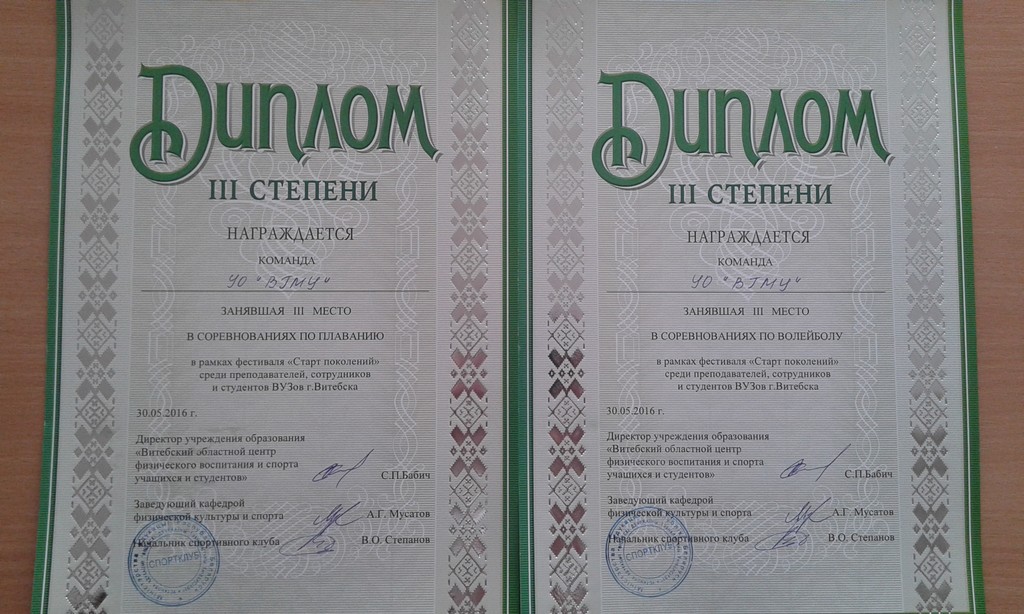 ДИПЛОМ
III СТЕПЕНИ
НАГРАЖДАЕТСЯ
КОМАНДА
УО "ВГМУ"
ЗАНЯВШАЯ III МЕСТО
В СОРЕВНОВАНИЯХ ПО ПЛАВАНИЮ
в рамках фестиваля «Старт поколений»
среди преподавателей, сотрудников
и студентов ВУЗов г.Витебска
30.05.2016 г.
Директор учреждения образования
«Витебский областной центр
физического воспитания и спорта
учащихся и студентов» С.П.Бабич
Заведующий кафедрой
физической культуры и спорта А.Г. Мусатов
Начальник спортивного клуба В.О. Степанов
СПОРТКЛУБ
ДИПЛОМ
III СТЕПЕНИ
НАГРАЖДАЕТСЯ
КОМАНДА
УО "ВГМУ"
ЗАНЯВШАЯ III МЕСТО
В СОРЕВНОВАНИЯХ ПО ВОЛЕЙБОЛУ
в рамках фестиваля «Старт поколений»
среди преподавателей, сотрудников
и студентов ВУЗов г.Витебска
30.05.2016 г.
Директор учреждения образования
«Витебский областной центр
физического воспитания и спорта
учащихся и студентов» С.П.Бабич
Заведующий кафедрой
физической культуры и спорта А.Г. Мусатов
Начальник спортивного клуба В.О. Степанов
СПОРТКЛУБ